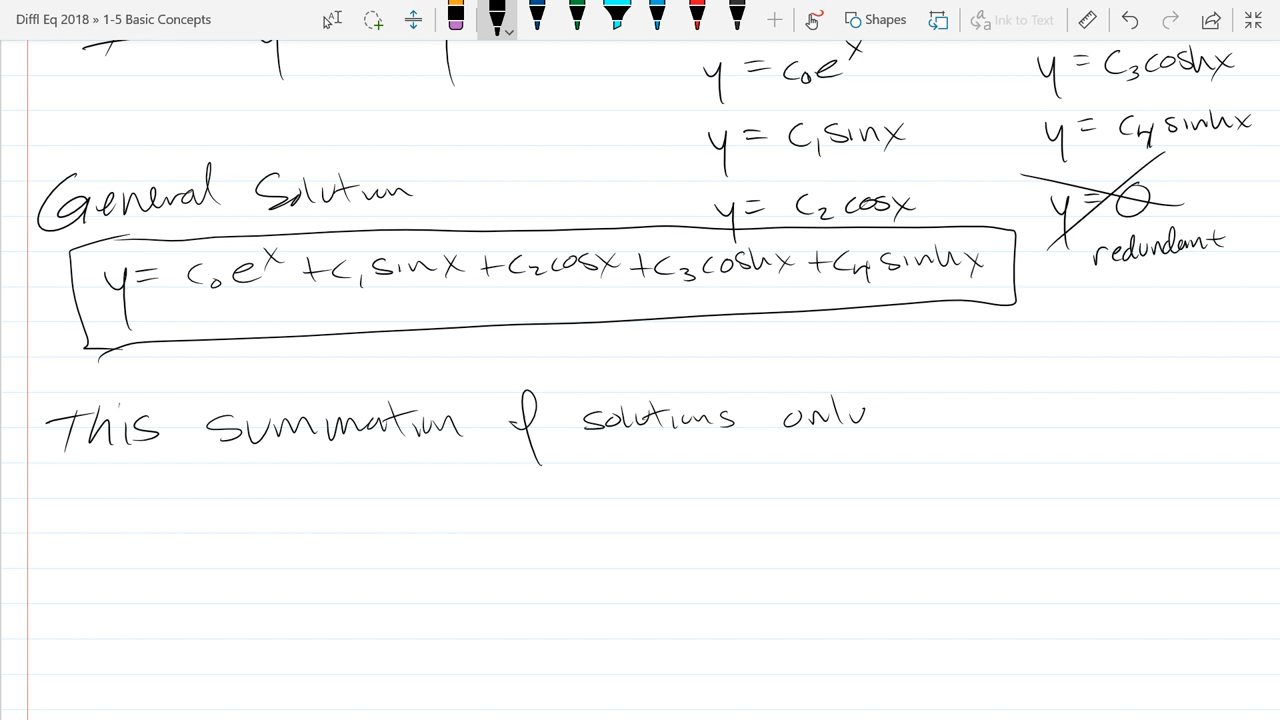 Diffl Eq 2018 » 1-5 Basic Concepts
Shapes
Ink to Text
y = c₀eˣ
y = c₃coshx
y = c₁sinx
y = c₄sinhx
General Solution
y = c₂cosx
y = 0
redundant
y = c₀eˣ + c₁sinx + c₂cosx + c₃coshx + c₄sinhx
This summation of solutions only